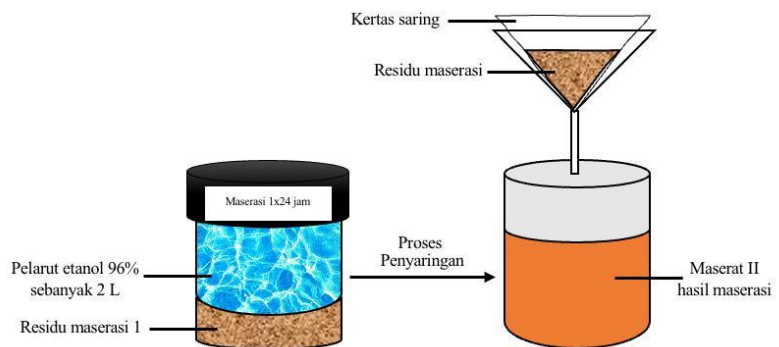 Kertas saring
Residu maserasi
Maserasi 1x24 jam
Pelarut etanol 96%
sebanyak 2 L
Residu maserasi 1
Proses
Penyaringan
Maserat II
hasil maserasi